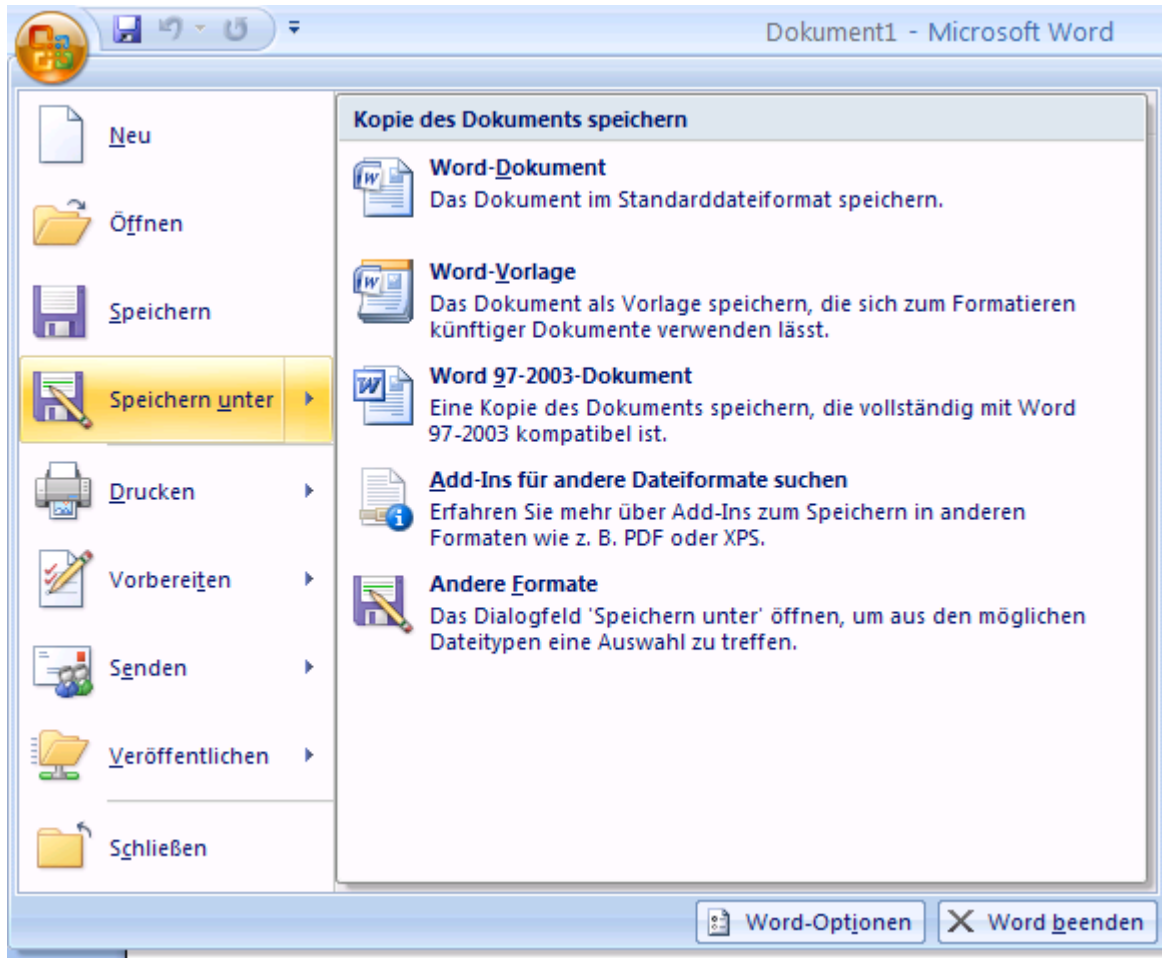 Dokument1 - Microsoft Word
Neu
Öffnen
Speichern
Speichern unter
Drucken
Vorbereiten
Senden
Veröffentlichen
Schließen
Kopie des Dokuments speichern
Word-Dokument
Das Dokument im Standarddateiformat speichern.
Word-Vorlage
Das Dokument als Vorlage speichern, die sich zum Formatieren
künftiger Dokumente verwenden lässt.
Word 97-2003-Dokument
Eine Kopie des Dokuments speichern, die vollständig mit Word
97-2003 kompatibel ist.
Add-Ins für andere Dateiformate suchen
Erfahren Sie mehr über Add-Ins zum Speichern in anderen
Formaten wie z. B. PDF oder XPS.
Andere Formate
Das Dialogfeld 'Speichern unter' öffnen, um aus den möglichen
Dateitypen eine Auswahl zu treffen.
Word-Optionen
Word beenden